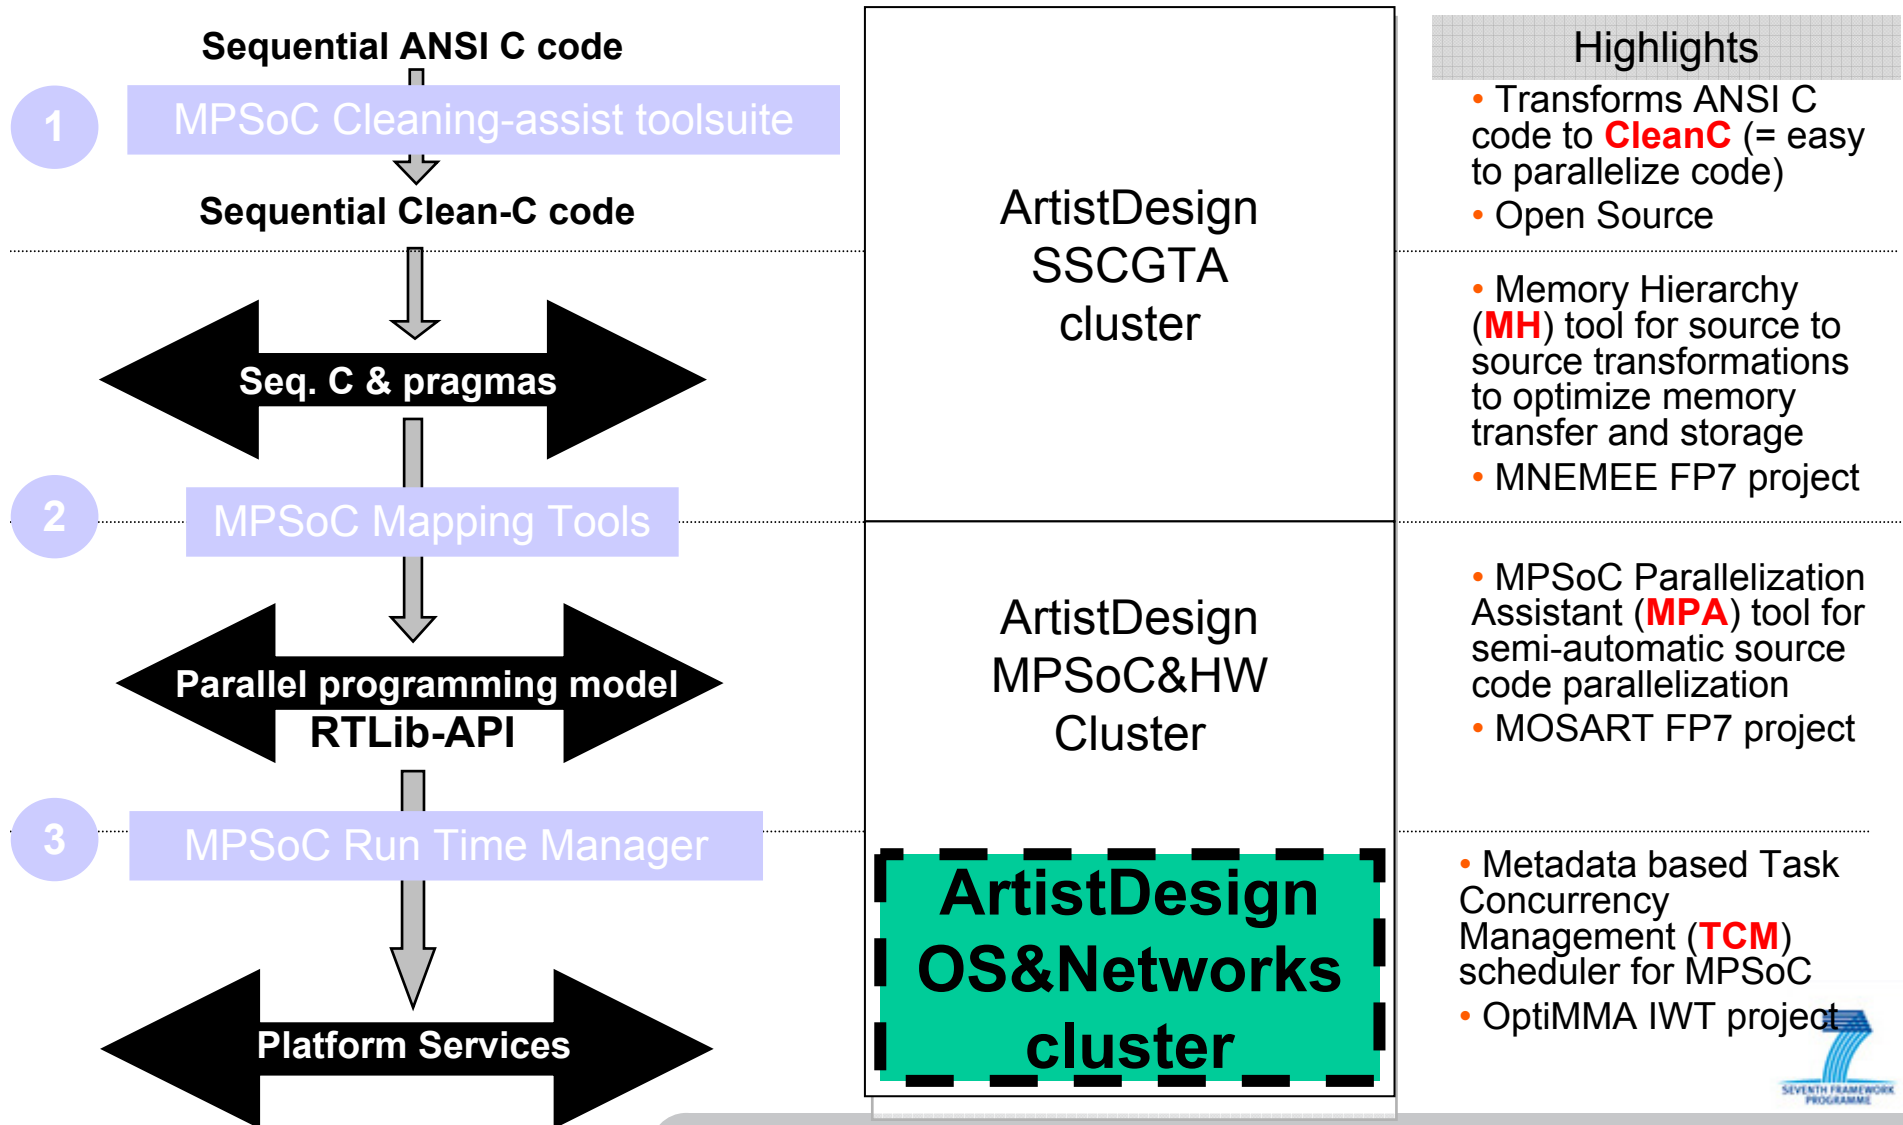 Sequential ANSI C code
1
MPSoC Cleaning-assist toolsuite
Sequential Clean-C code
Seq. C & pragmas
2
MPSoC Mapping Tools
Parallel programming model
RTLib-API
3
MPSoC Run Time Manager
Platform Services
ArtistDesign
SSCGTA
cluster
ArtistDesign
MPSoC&HW
Cluster
ArtistDesign
OS&Networks
cluster
Highlights
• Transforms ANSI C
code to CleanC (= easy
to parallelize code)
• Open Source
• Memory Hierarchy
(MH) tool for source to
source transformations
to optimize memory
transfer and storage
• MNEMEE FP7 project
• MPSoC Parallelization
Assistant (MPA) tool for
semi-automatic source
code parallelization
• MOSART FP7 project
• Metadata based Task
Concurrency
Management (TCM)
scheduler for MPSoC
• OptiMMA IWT project
SEVENTH FRAMEWORK
PROGRAMME